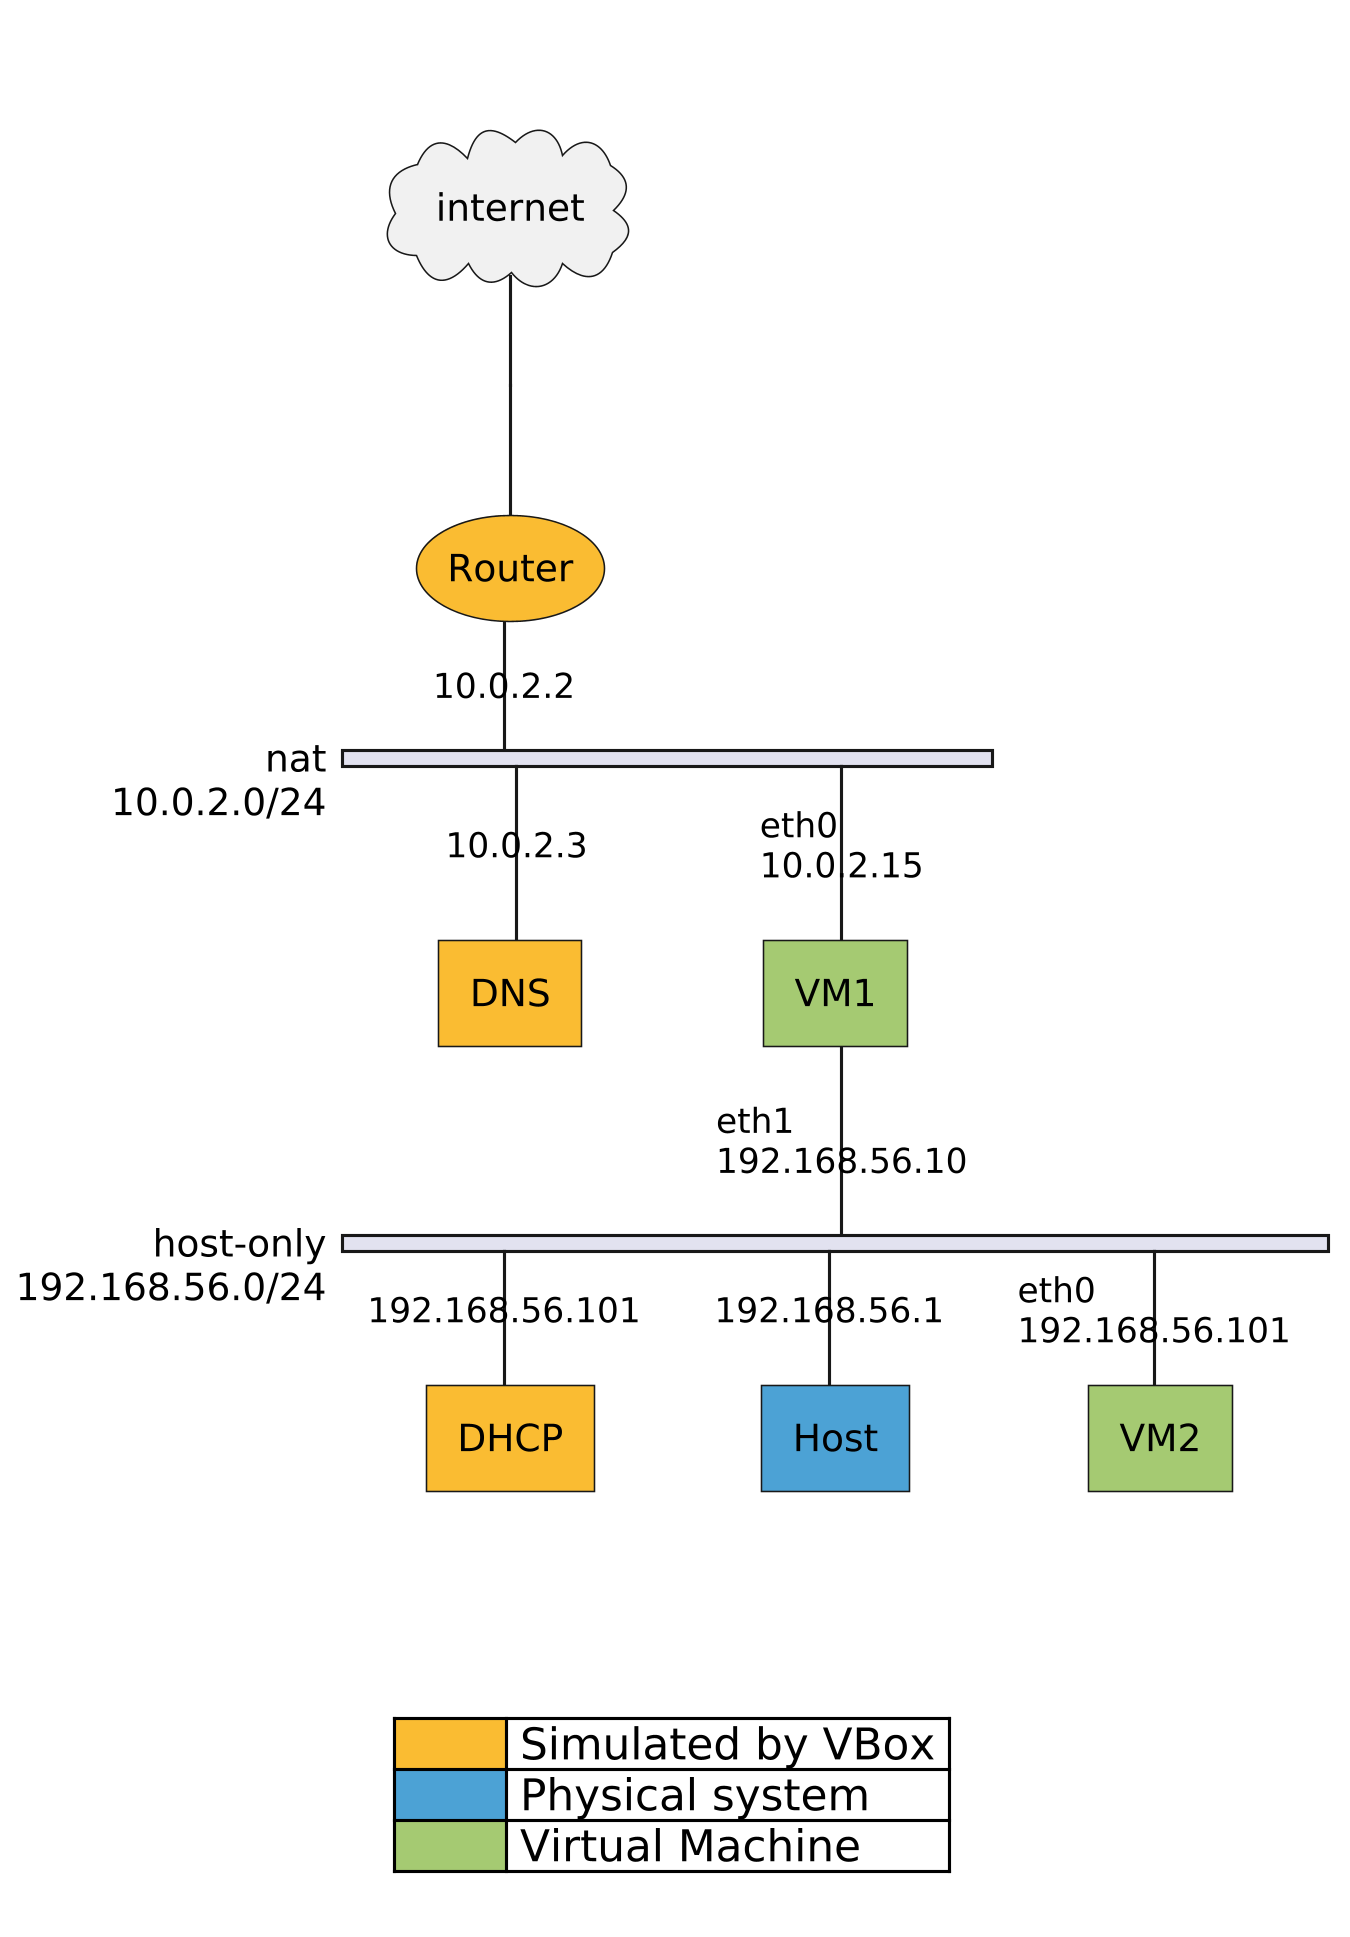 internet
Router
10.0.2.2
nat
10.0.2.0/24
10.0.2.3
eth0
10.0.2.15
DNS
VM1
eth1
192.168.56.10
host-only
192.168.56.0/24
192.168.56.101
192.168.56.1
eth0
192.168.56.101
DHCP
Host
VM2
Simulated by VBox
Physical system
Virtual Machine